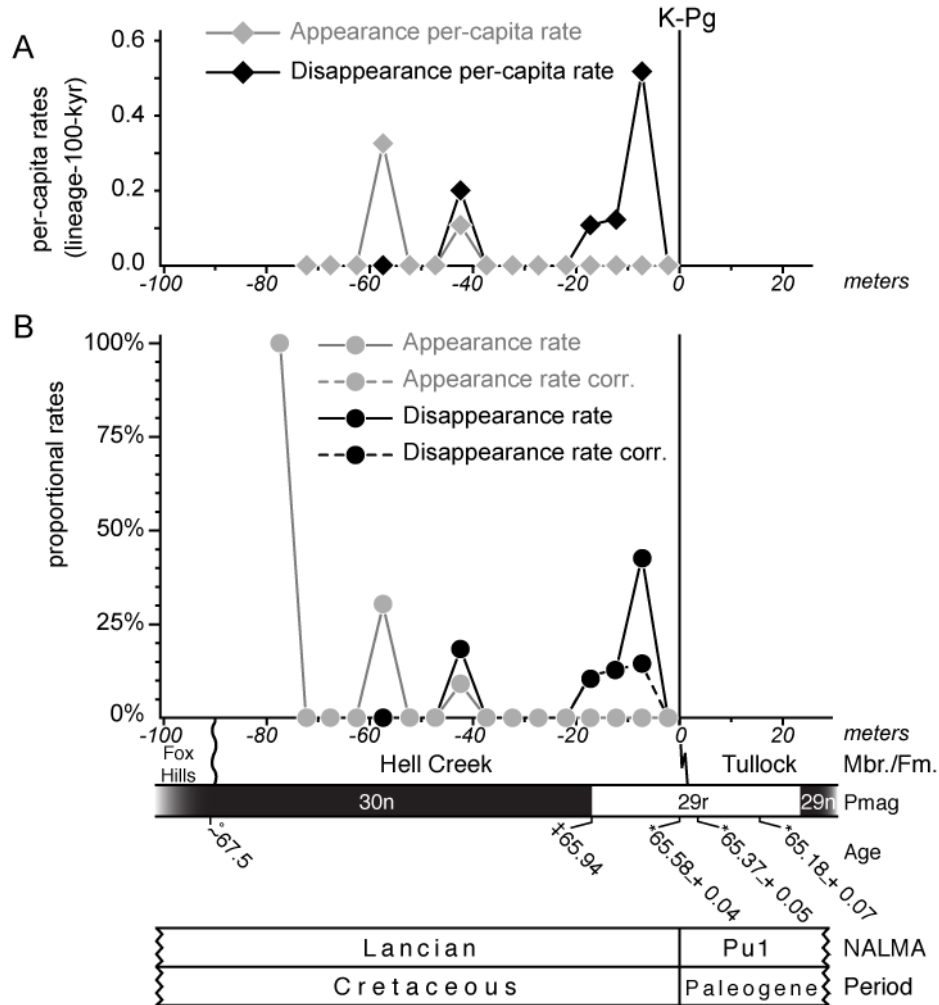 K-Pg
A
Appearance per-capita rate
Disappearance per-capita rate
per-capita rates
(lineage-100-kyr)
0.6
0.4
0.2
0.0
-100 -80 -60 -40 -20 0 20 meters
B
Appearance rate
Appearance rate corr.
Disappearance rate
Disappearance rate corr.
proportional rates
100%
75%
50%
25%
0%
-100 -80 -60 -40 -20 0 20 meters
Fox
Hills
Hell Creek Tullock Mbr./Fm.
30n 29r 29n Pmag
~°67.5 ‡65.94 *65.58_+ 0.04 *65.37_+ 0.05 *65.18_+ 0.07 Age
Lancian Pu1 NALMA
Cretaceous Paleogene Period